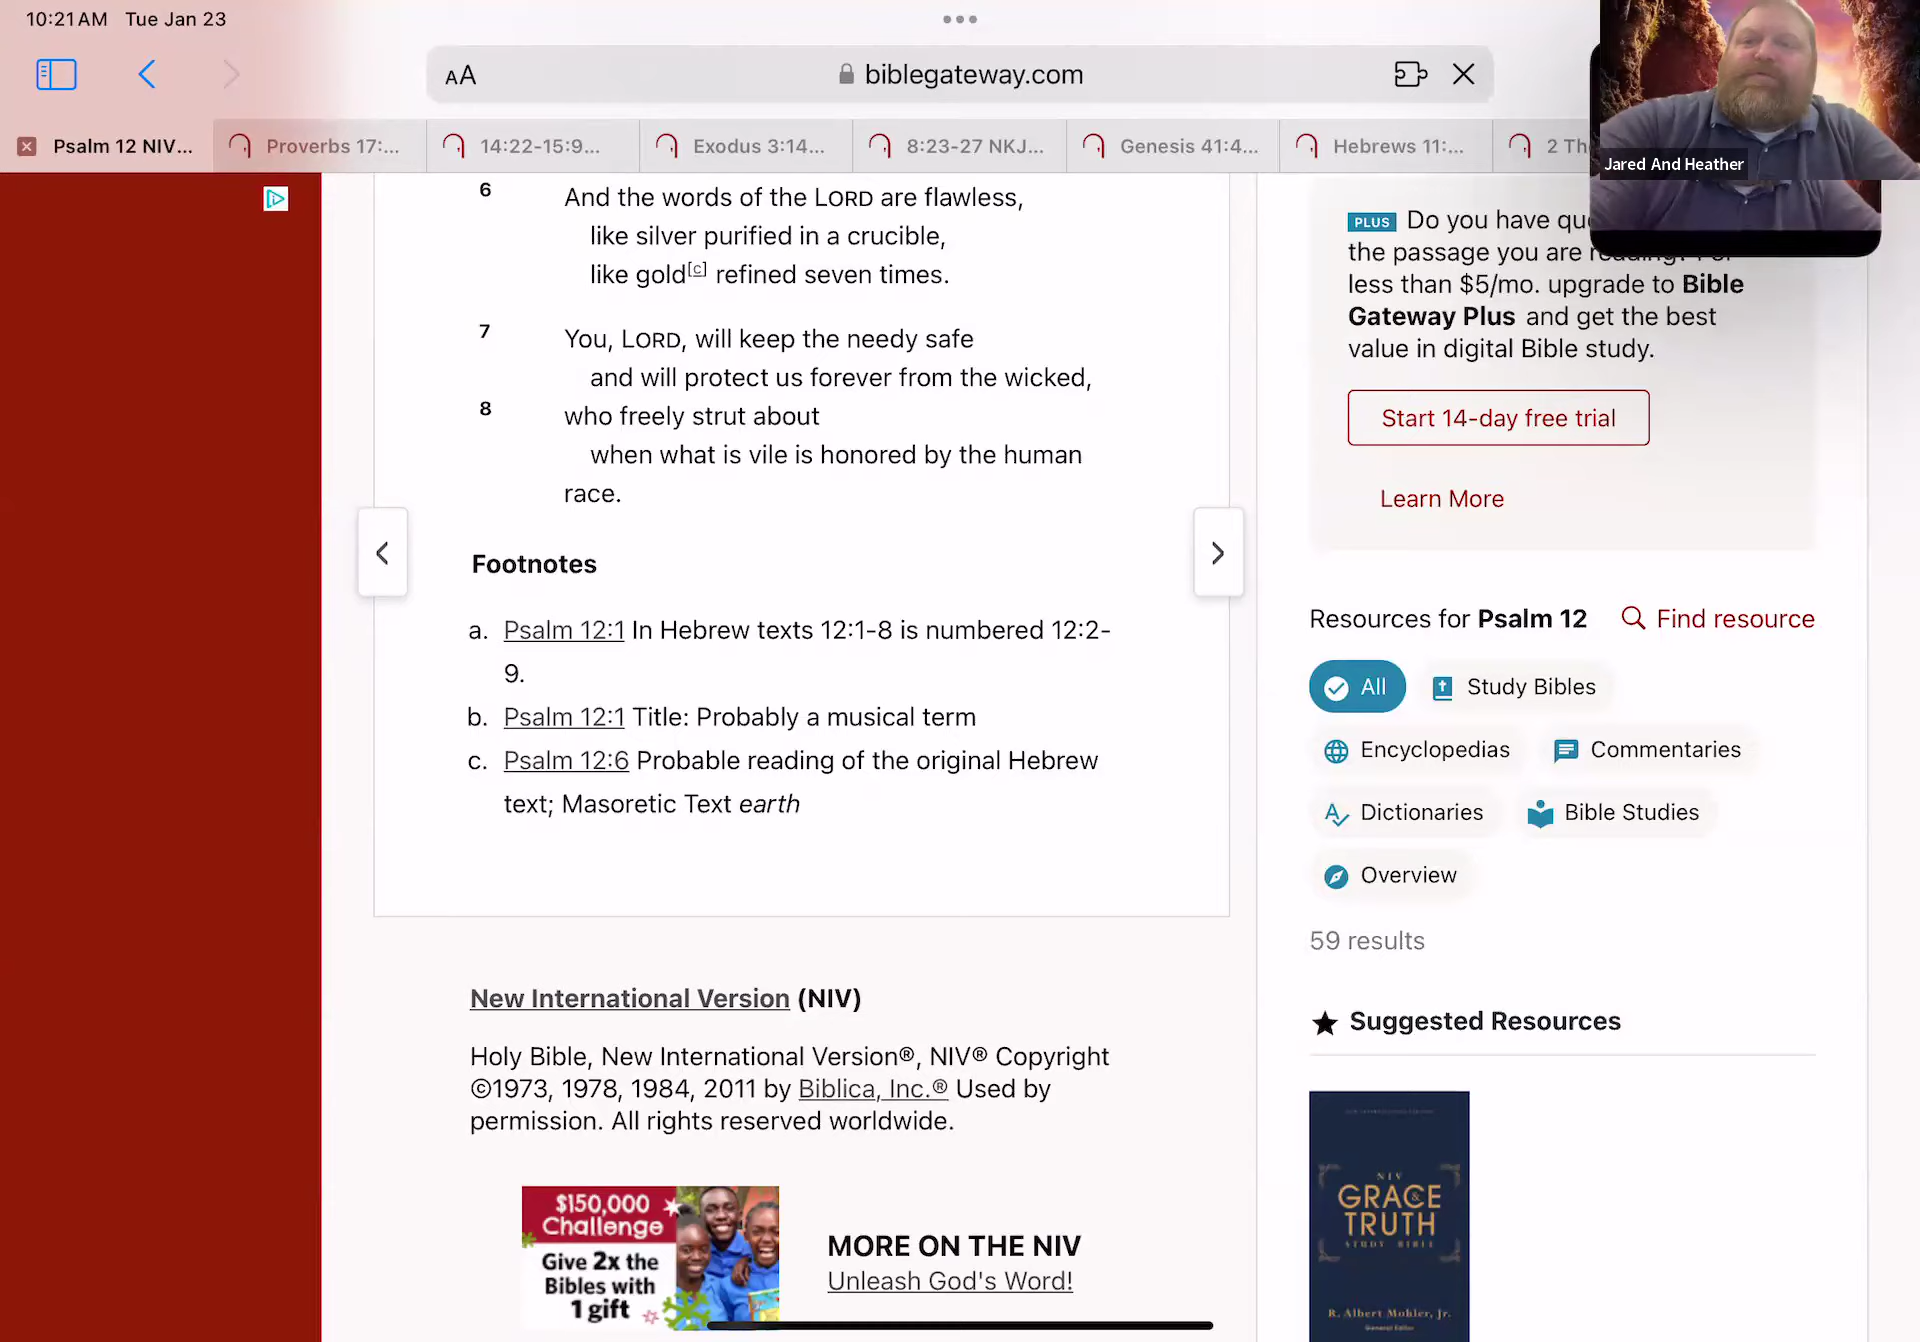 10:21AM Tue Jan 23
AA
biblegateway.com
Psalm 12 NIV...
Proverbs 17:...
14:22-15:9...
Exodus 3:14...
8:23-27 NKJ...
Genesis 41:4...
Hebrews 11:...
2 Th
Jared And Heather
6 And the words of the LORD are flawless,
like silver purified in a crucible,
like gold[c] refined seven times.
7 You, LORD, will keep the needy safe
and will protect us forever from the wicked,
8 who freely strut about
when what is vile is honored by the human
race.
Footnotes
a. Psalm 12:1 In Hebrew texts 12:1-8 is numbered 12:2-
9.
b. Psalm 12:1 Title: Probably a musical term
c. Psalm 12:6 Probable reading of the original Hebrew
text; Masoretic Text earth
New International Version (NIV)
Holy Bible, New International Version®, NIV® Copyright
©1973, 1978, 1984, 2011 by Biblica, Inc.® Used by
permission. All rights reserved worldwide.
$150,000
Challenge
Give 2x the
Bibles with
1 gift
MORE ON THE NIV
Unleash God's Word!
PLUS Do you have qu
the passage you are
less than $5/mo. upgrade to Bible
Gateway Plus and get the best
value in digital Bible study.
Start 14-day free trial
Learn More
Resources for Psalm 12
Find resource
All
Study Bibles
Encyclopedias
Commentaries
Dictionaries
Bible Studies
Overview
59 results
Suggested Resources
NIV
GRACE
&
TRUTH
STUDY BIBLE
R. Albert Mohler, Jr.
General Editor